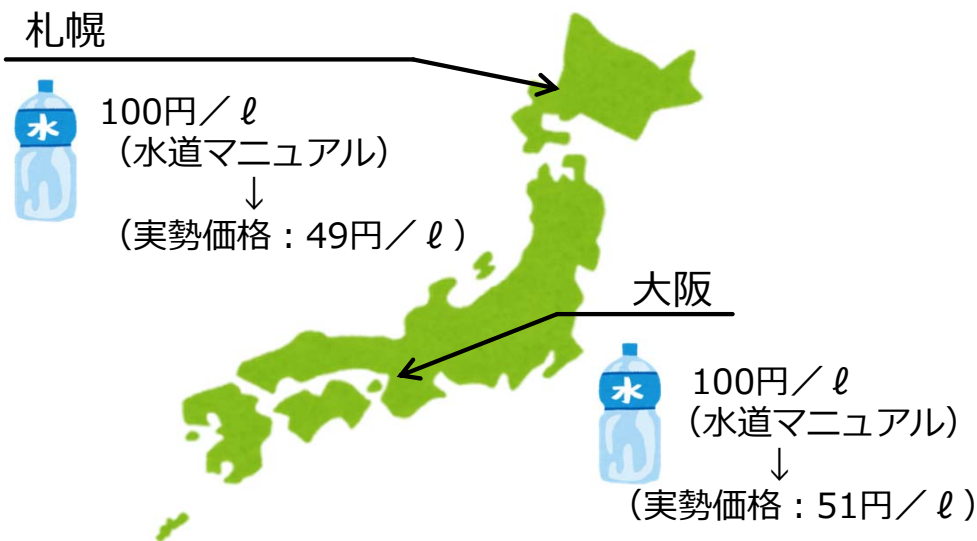 札幌
水
100円／ℓ
（水道マニュアル）
↓
（実勢価格：49円／ℓ）
大阪
水
100円／ℓ
（水道マニュアル）
↓
（実勢価格：51円／ℓ）